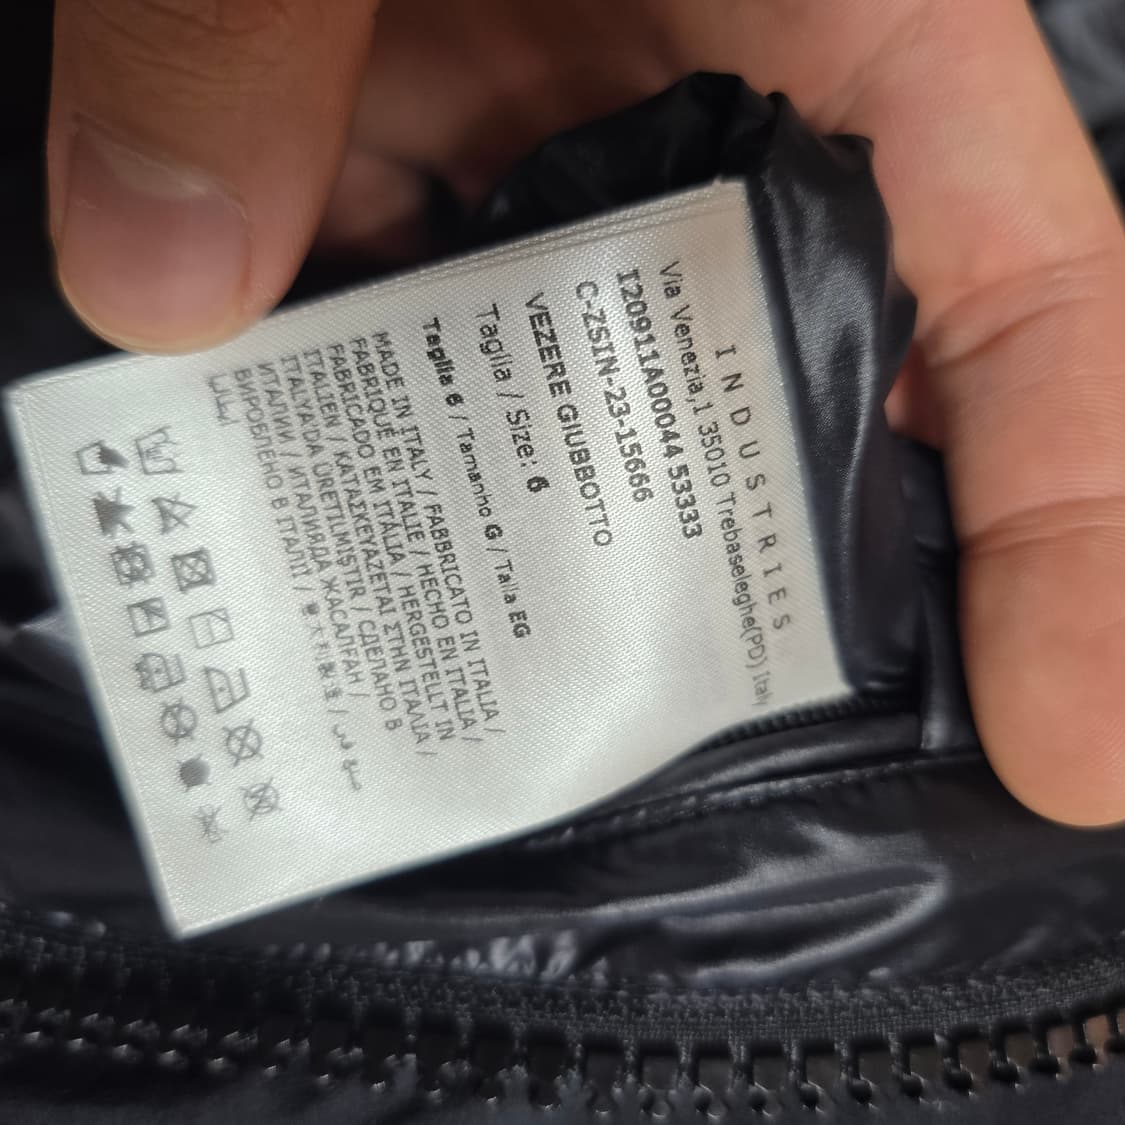 INDUSTRIES
Via Venezia,1 35010 Trebaseleghe(PD) Italy
I20911A00044 53333
C-ZSIN-23-15666
VEZERE GIUBBOTTO
Taglia / Size: 6
Taglia 6 / Tamanho G / Talla EG
MADE IN ITALY / FABBRICATO IN ITALIA /
FABRIQUÉ EN ITALIE / HECHO EN ITALIA /
FABRICADO EM ITÁLIA / HERGESTELLT IN
ITALIEN / ΚΑΤΑΣΚΕΥΑΖΕΤΑΙ ΣΤΗΝ ΙΤΑΛΙΑ /
ITALYA'DA ÜRETILMIŞTIR / СДЕЛАНО В
ИТАЛИИ / ИТАЛИЯДА ЖАСАЛҒАН /
ВИРОБЛЕНО В ІТАЛІЇ /